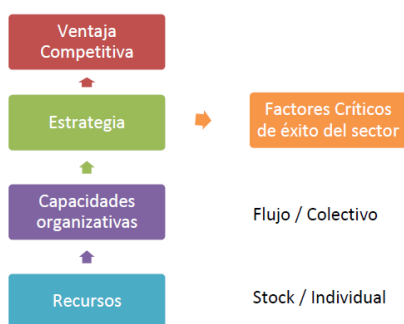 Ventaja
Competitiva
Estrategia
Factores Críticos
de éxito del sector
Capacidades
organizativas
Flujo / Colectivo
Recursos
Stock / Individual